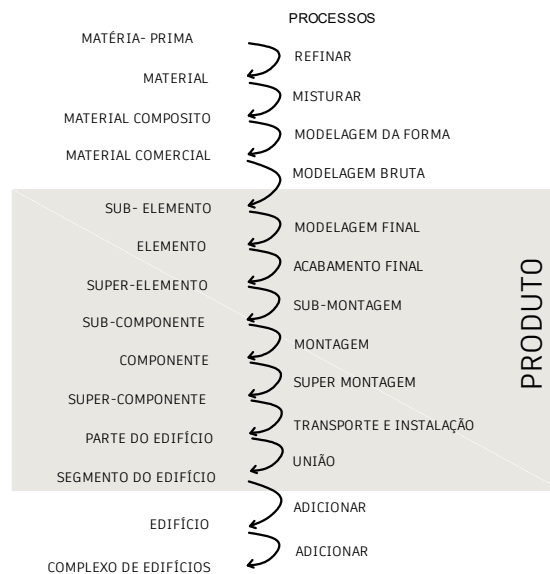 PROCESSOS
MATÉRIA- PRIMA
REFINAR
MATERIAL
MISTURAR
MATERIAL COMPOSITO
MODELAGEM DA FORMA
MATERIAL COMERCIAL
MODELAGEM BRUTA
SUB- ELEMENTO
MODELAGEM FINAL
ELEMENTO
ACABAMENTO FINAL
SUPER-ELEMENTO
SUB-MONTAGEM
SUB-COMPONENTE
MONTAGEM
COMPONENTE
SUPER MONTAGEM
SUPER-COMPONENTE
TRANSPORTE E INSTALAÇÃO
PARTE DO EDIFÍCIO
UNIÃO
SEGMENTO DO EDIFÍCIO
ADICIONAR
EDIFÍCIO
ADICIONAR
COMPLEXO DE EDIFÍCIOS
PRODUTO